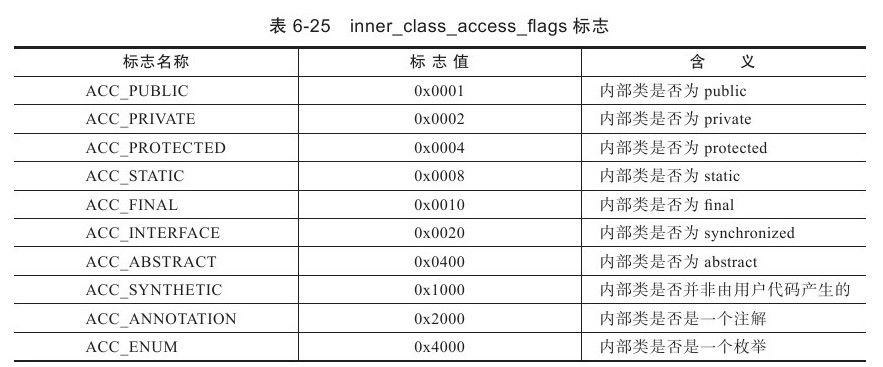 表 6-25 inner_class_access_flags 标志
标志名称 标 志 值 含 义
ACC_PUBLIC 0x0001 内部类是否为 public
ACC_PRIVATE 0x0002 内部类是否为 private
ACC_PROTECTED 0x0004 内部类是否为 protected
ACC_STATIC 0x0008 内部类是否为 static
ACC_FINAL 0x0010 内部类是否为 final
ACC_INTERFACE 0x0020 内部类是否为 synchronized
ACC_ABSTRACT 0x0400 内部类是否为 abstract
ACC_SYNTHETIC 0x1000 内部类是否并非由用户代码产生的
ACC_ANNOTATION 0x2000 内部类是否是一个注解
ACC_ENUM 0x4000 内部类是否是一个枚举